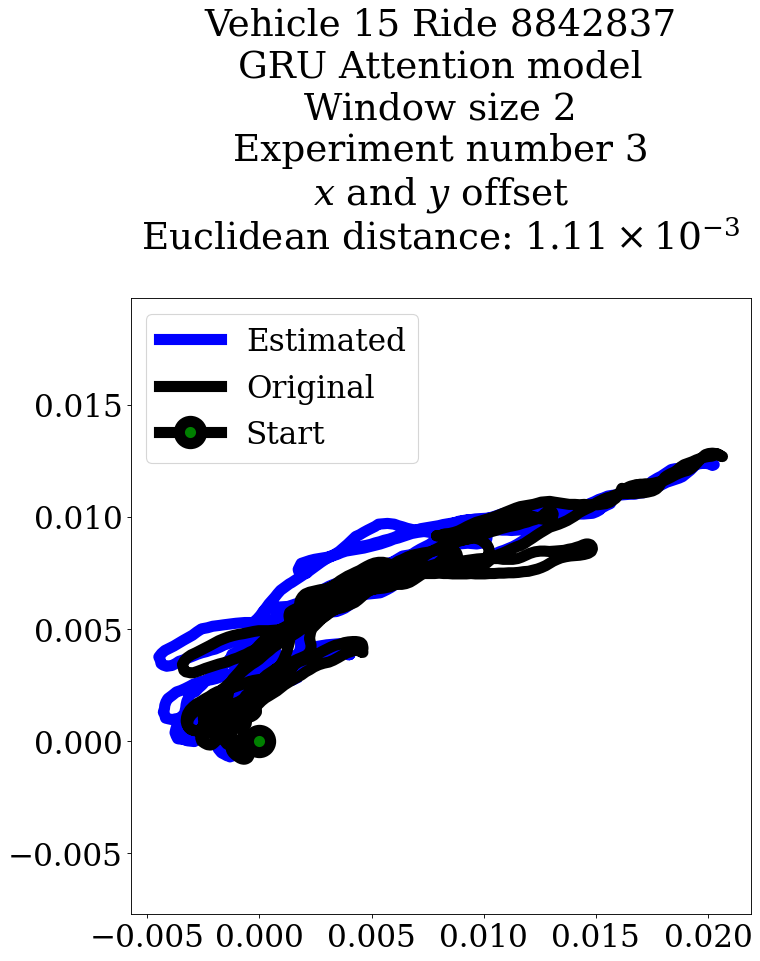 Vehicle 15 Ride 8842837
GRU Attention model
Window size 2
Experiment number 3
x and y offset
Euclidean distance: 1.11 × 10⁻³
Estimated
Original
Start
0.015
0.010
0.005
0.000
−0.005
−0.005 0.000 0.005 0.010 0.015 0.020